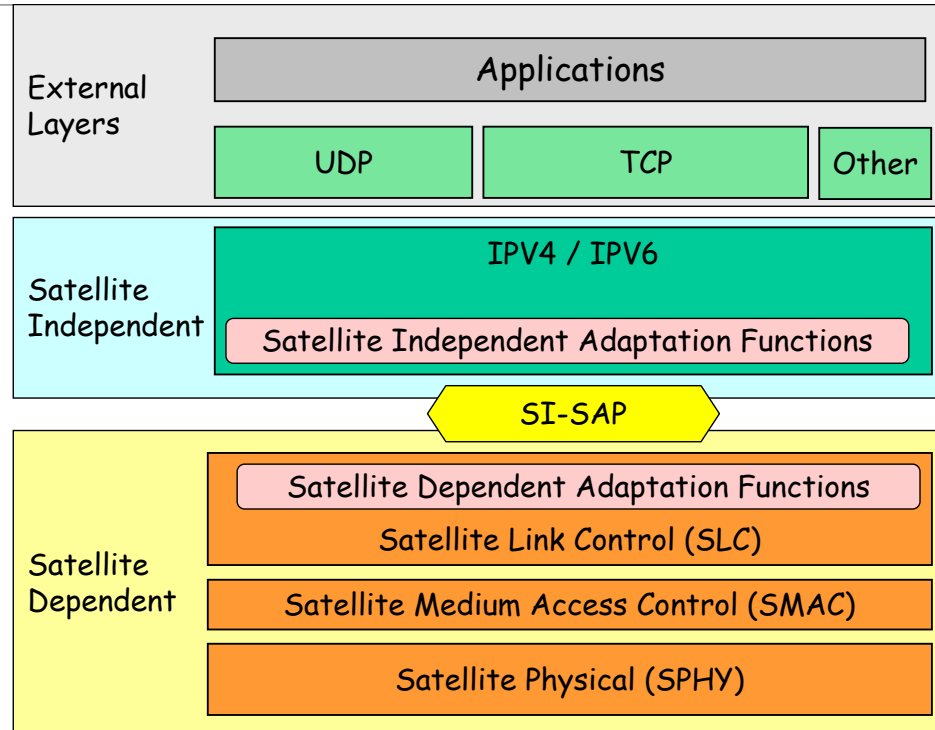 External
Layers
Applications
UDP
TCP
Other
Satellite
Independent
IPV4 / IPV6
Satellite Independent Adaptation Functions
SI-SAP
Satellite
Dependent
Satellite Dependent Adaptation Functions
Satellite Link Control (SLC)
Satellite Medium Access Control (SMAC)
Satellite Physical (SPHY)